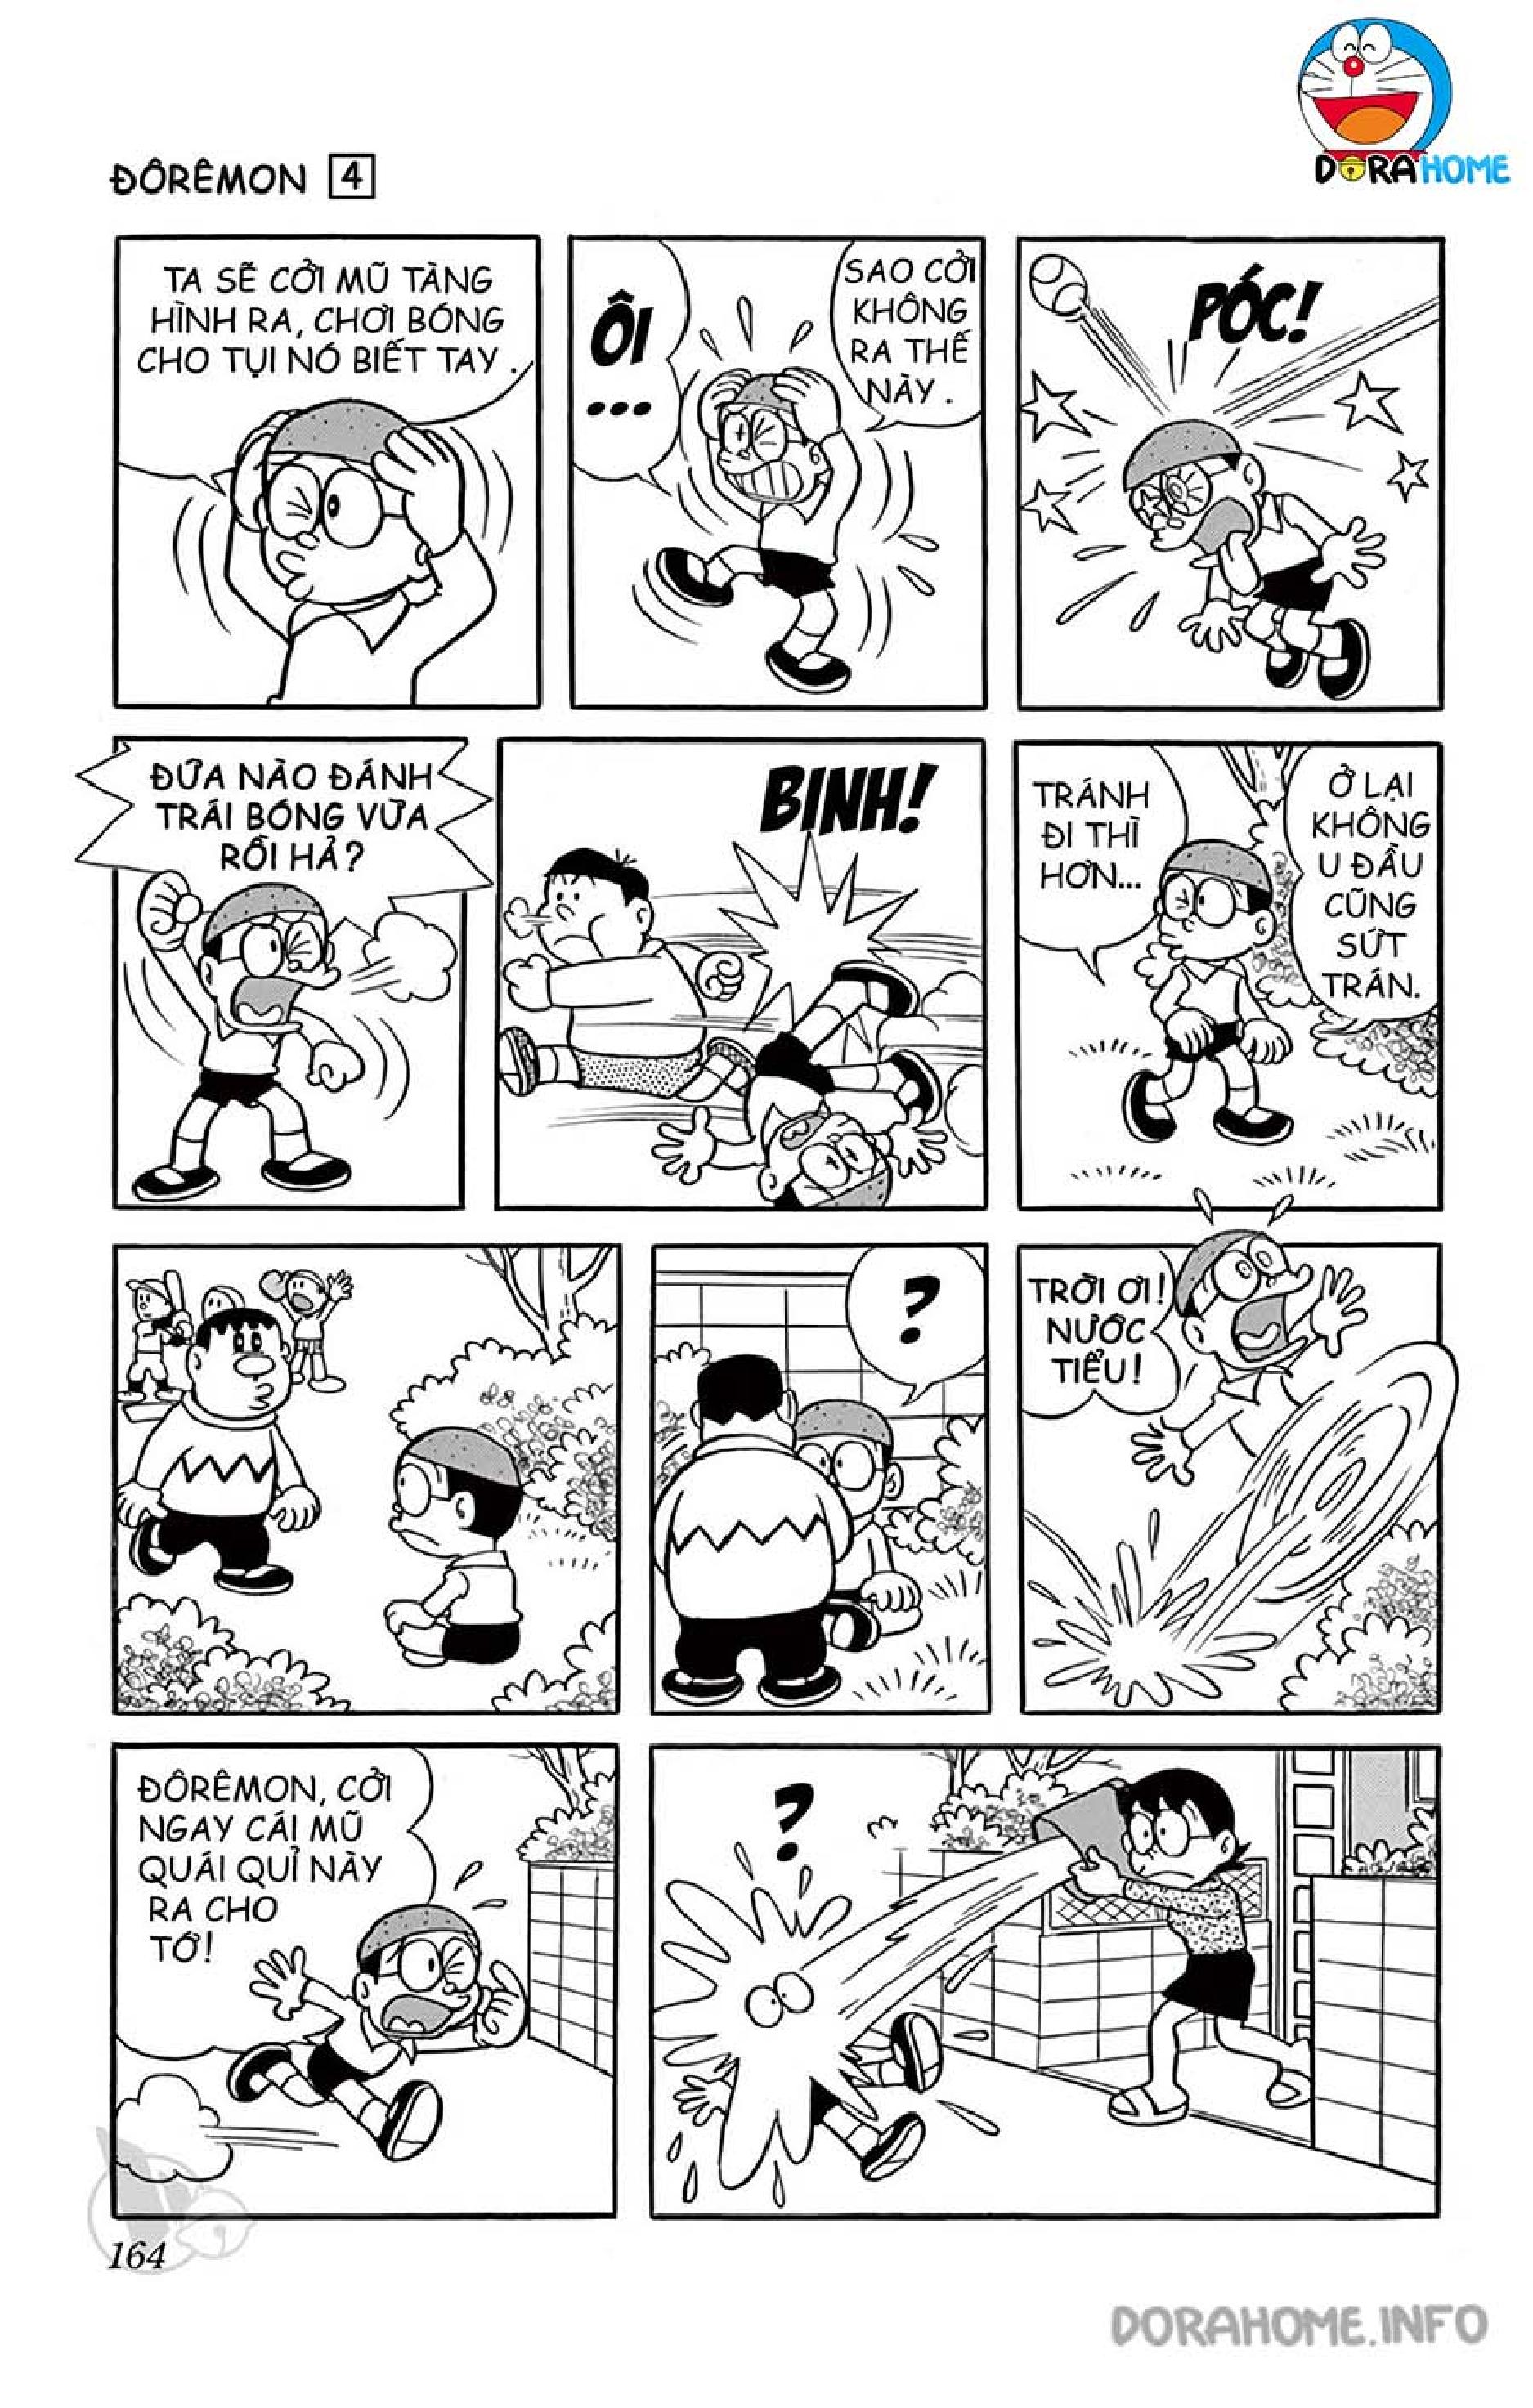 DORAHOME
ĐÔRÊMON 4
TA SẼ CỞI MŨ TÀNG
HÌNH RA, CHƠI BÓNG
CHO TỤI NÓ BIẾT TAY .
ÔI
...
SAO CỞI
KHÔNG
RA THẾ
NÀY .
PÓC!
ĐỨA NÀO ĐÁNH
TRÁI BÓNG VỪA
RỒI HẢ?
BINH!
TRÁNH
ĐI THÌ
HƠN...
Ở LẠI
KHÔNG
U ĐẦU
CŨNG
SỨT
TRÁN.
?
TRỜI ƠI!
NƯỚC
TIỂU!
ĐÔRÊMON, CỞI
NGAY CÁI MŨ
QUÁI QUỈ NÀY
RA CHO
TỚ!
?
164
DORAHOME.INFO